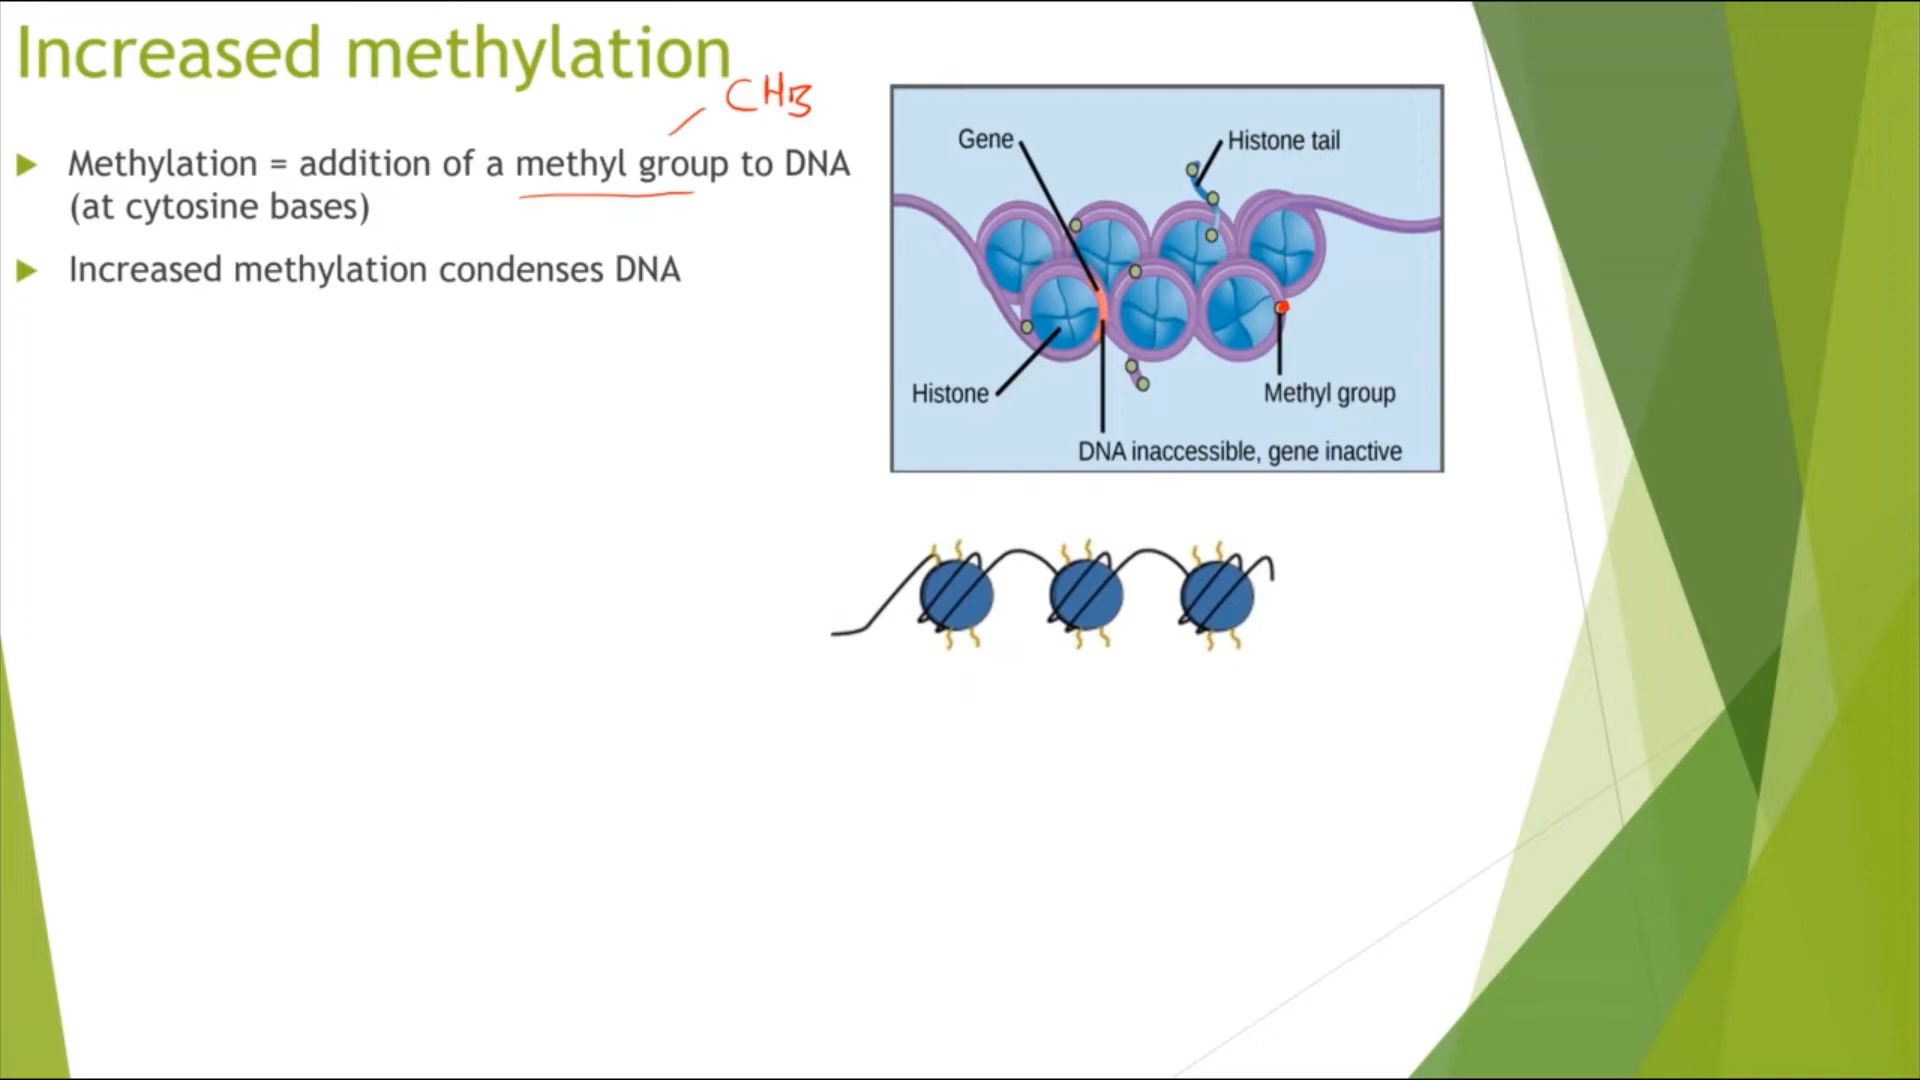 Increased methylation
CH3
Methylation = addition of a methyl group to DNA
(at cytosine bases)
Increased methylation condenses DNA
Gene
Histone tail
Histone
Methyl group
DNA inaccessible, gene inactive